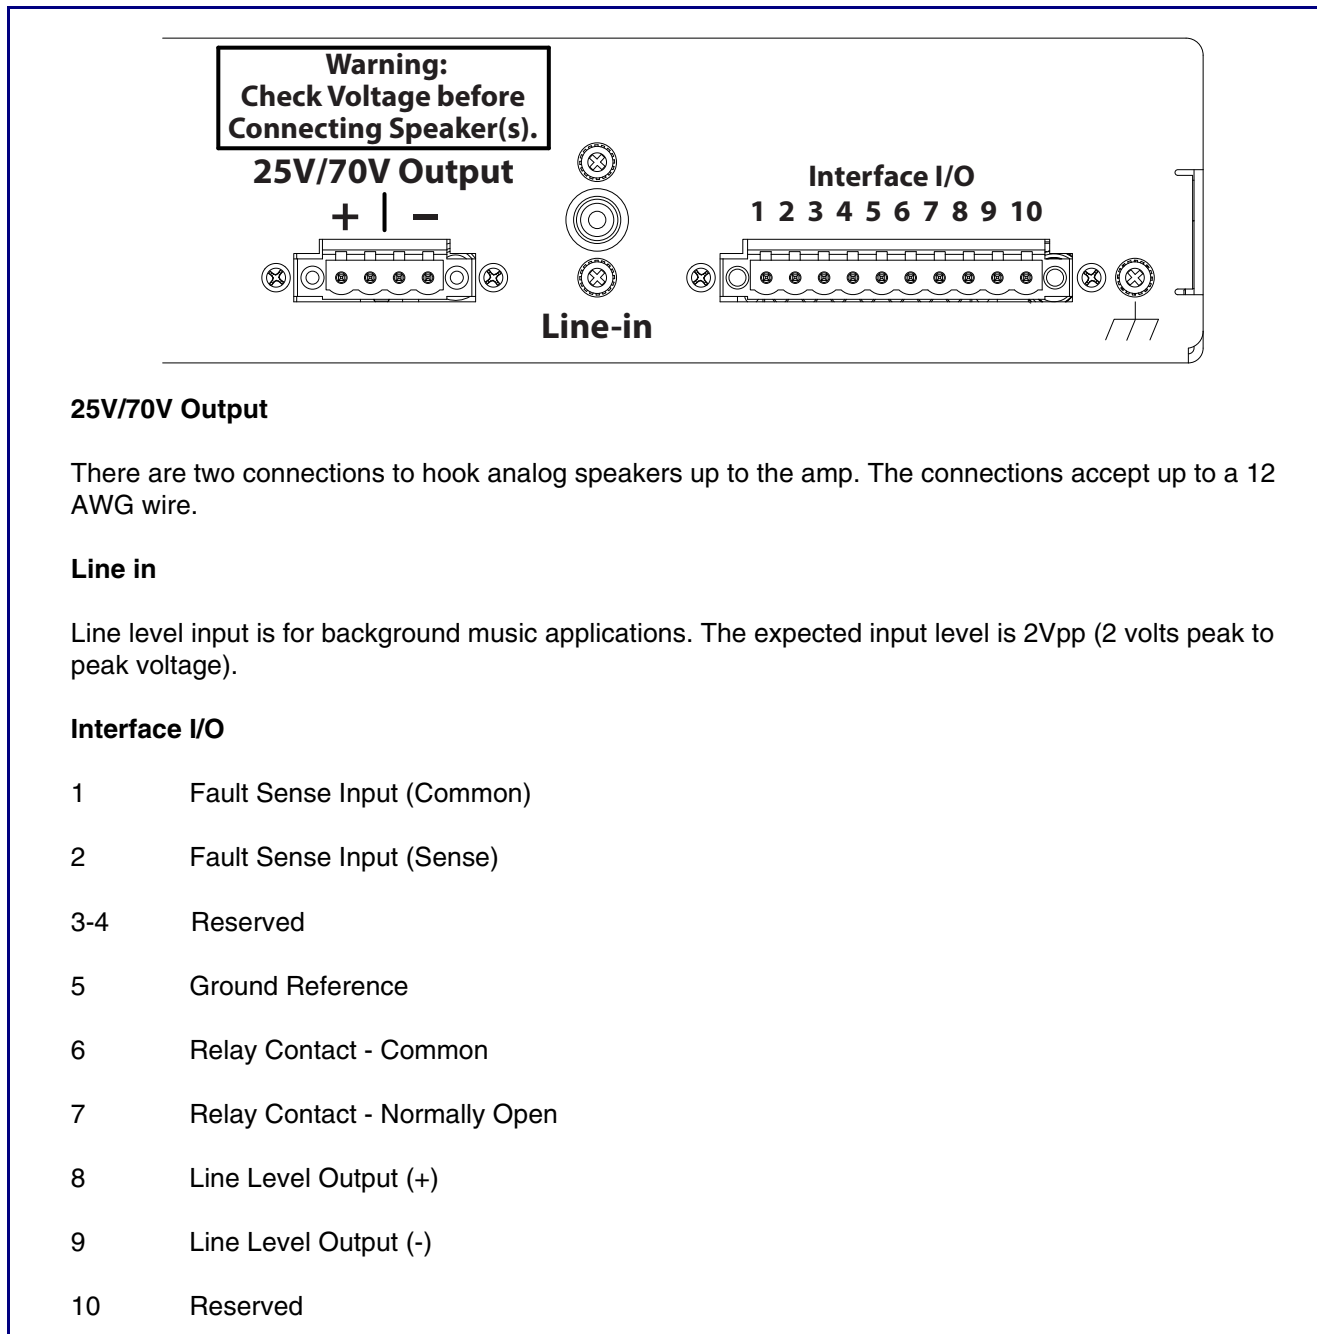 Warning:
Check Voltage before
Connecting Speaker(s).
25V/70V Output
+ | −
Line-in
Interface I/O
1 2 3 4 5 6 7 8 9 10
25V/70V Output
There are two connections to hook analog speakers up to the amp. The connections accept up to a 12
AWG wire.
Line in
Line level input is for background music applications. The expected input level is 2Vpp (2 volts peak to
peak voltage).
Interface I/O
1 Fault Sense Input (Common)
2 Fault Sense Input (Sense)
3-4 Reserved
5 Ground Reference
6 Relay Contact - Common
7 Relay Contact - Normally Open
8 Line Level Output (+)
9 Line Level Output (-)
10 Reserved